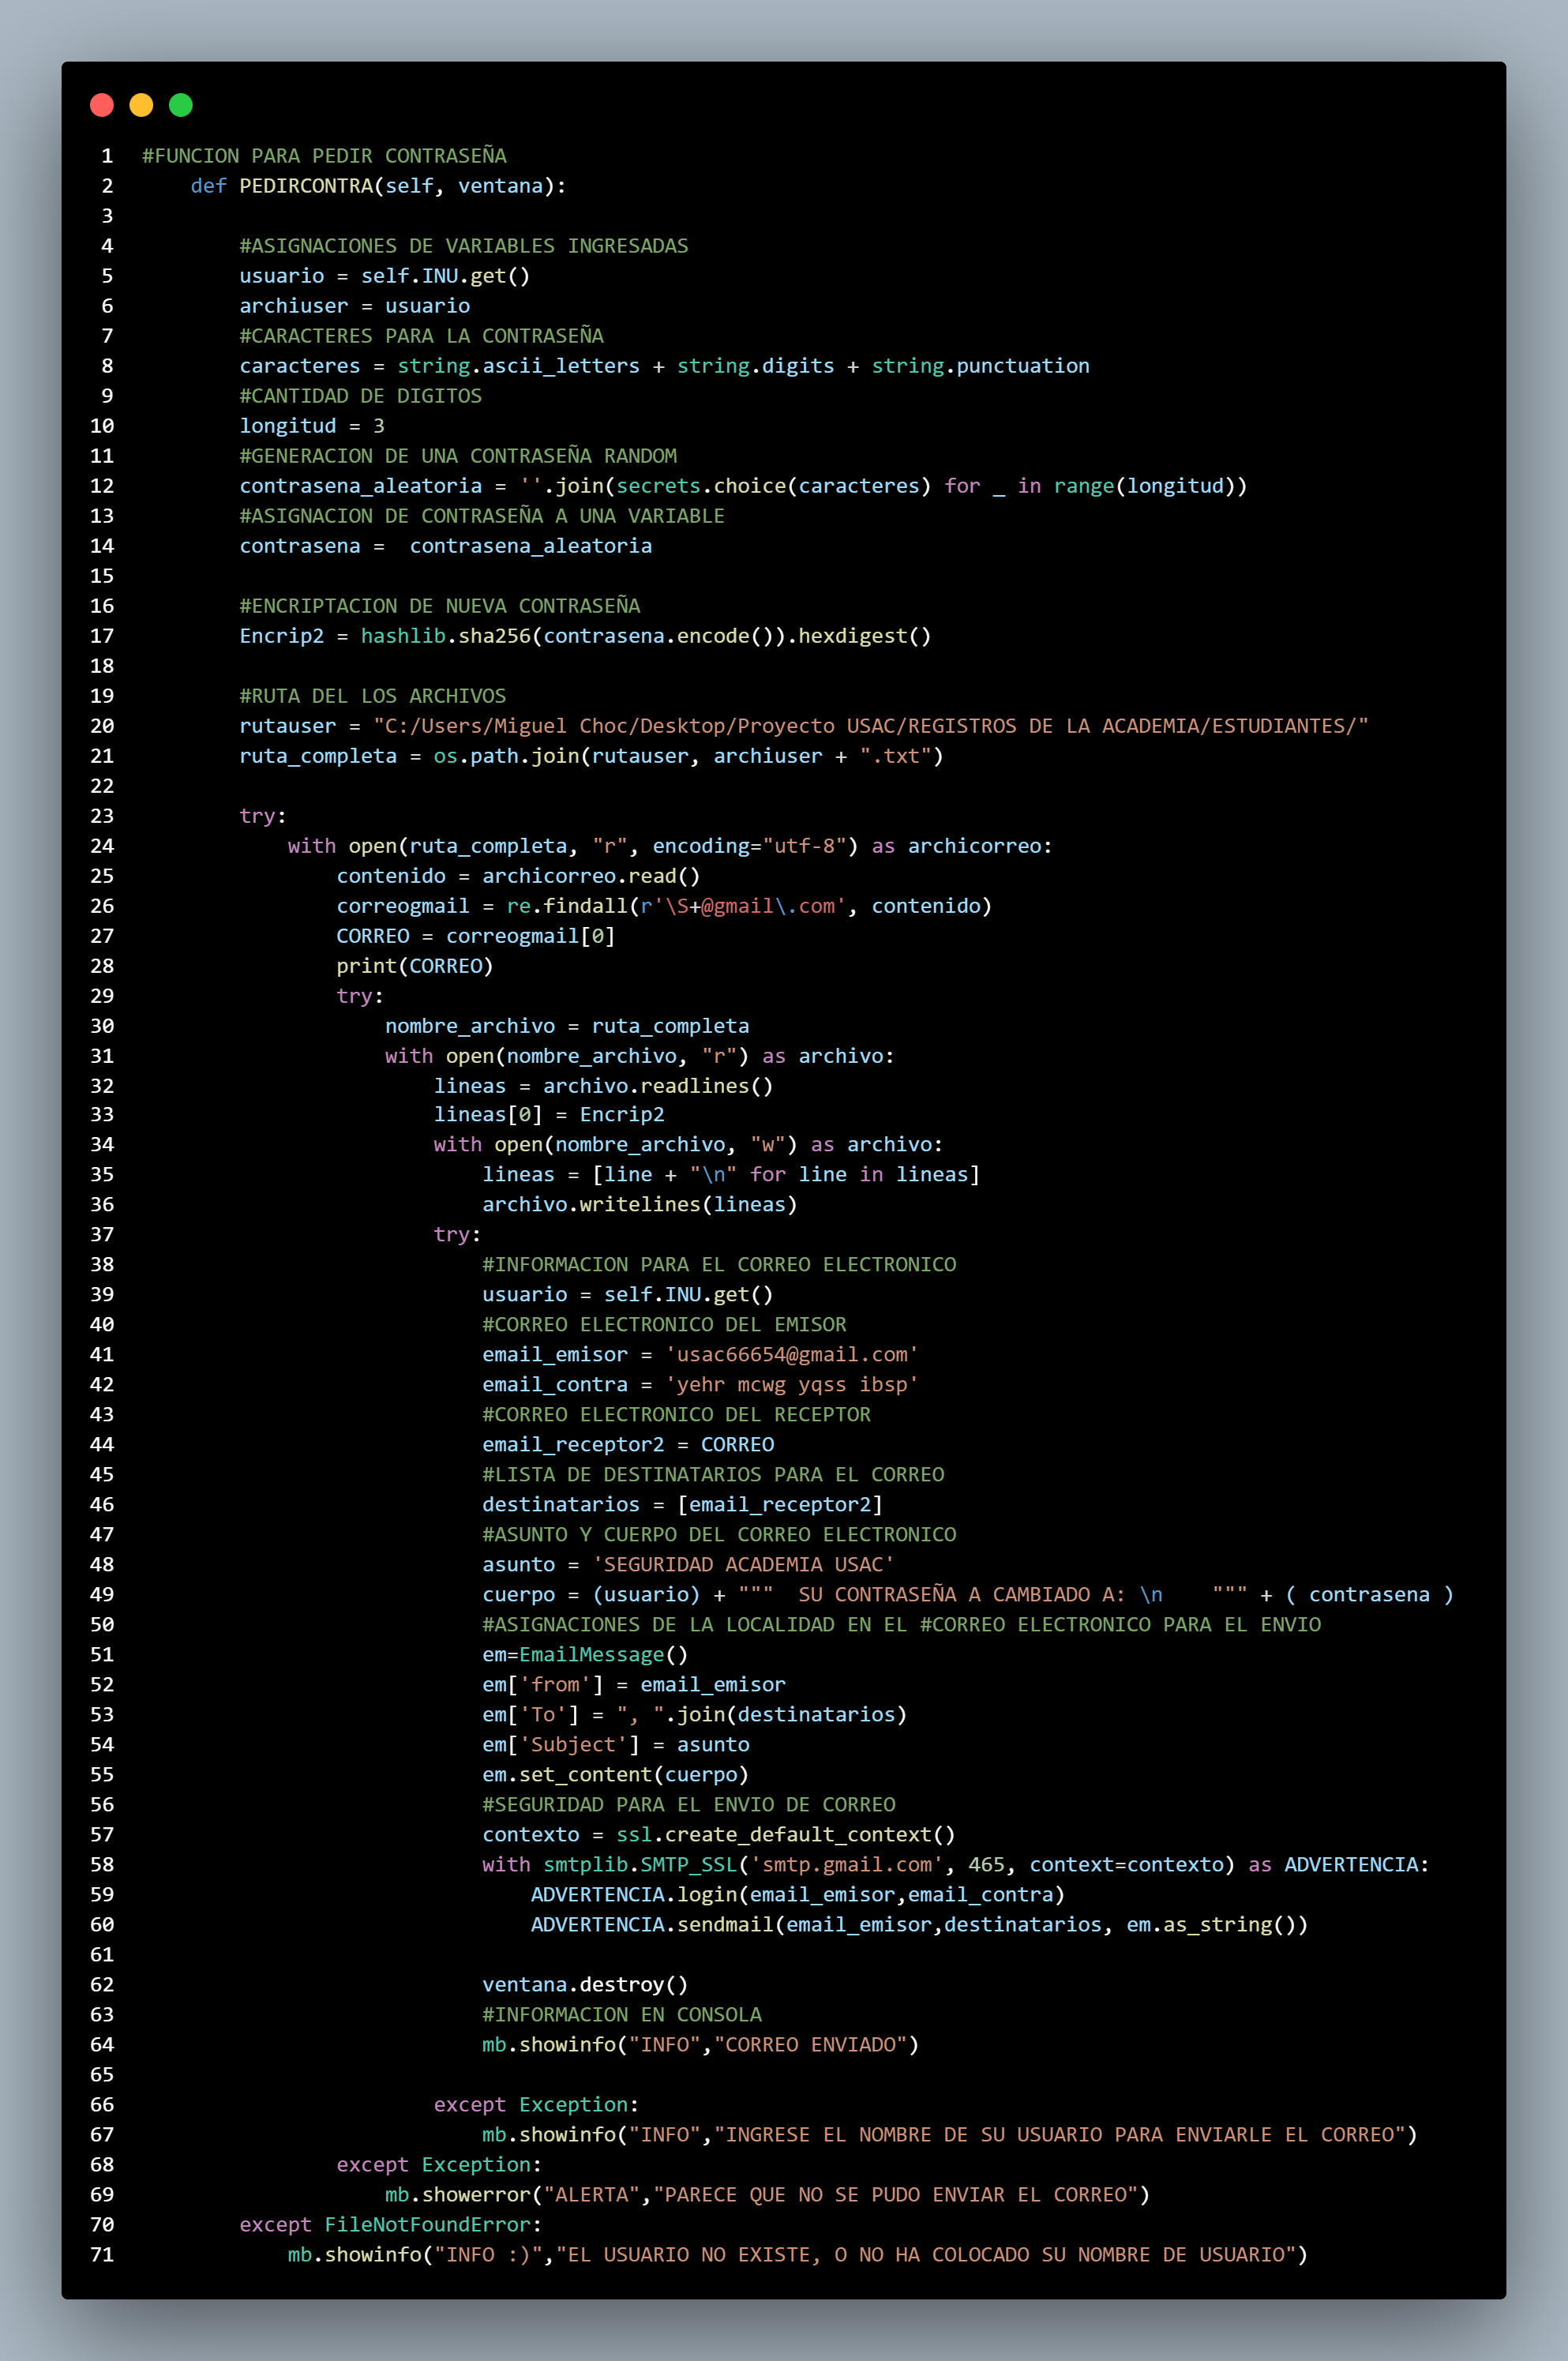 1 #FUNCION PARA PEDIR CONTRASEÑA
2 def PEDIRCONTRA(self, ventana):
3
4 #ASIGNACIONES DE VARIABLES INGRESADAS
5 usuario = self.INU.get()
6 archiuser = usuario
7 #CARACTERES PARA LA CONTRASEÑA
8 caracteres = string.ascii_letters + string.digits + string.punctuation
9 #CANTIDAD DE DIGITOS
10 longitud = 3
11 #GENERACION DE UNA CONTRASEÑA RANDOM
12 contrasena_aleatoria = ''.join(secrets.choice(caracteres) for _ in range(longitud))
13 #ASIGNACION DE CONTRASEÑA A UNA VARIABLE
14 contrasena =  contrasena_aleatoria
15
16 #ENCRIPTACION DE NUEVA CONTRASEÑA
17 Encrip2 = hashlib.sha256(contrasena.encode()).hexdigest()
18
19 #RUTA DEL LOS ARCHIVOS
20 rutauser = "C:/Users/Miguel Choc/Desktop/Proyecto USAC/REGISTROS DE LA ACADEMIA/ESTUDIANTES/"
21 ruta_completa = os.path.join(rutauser, archiuser + ".txt")
22
23 try:
24 with open(ruta_completa, "r", encoding="utf-8") as archicorreo:
25 contenido = archicorreo.read()
26 correogmail = re.findall(r'\S+@gmail\.com', contenido)
27 CORREO = correogmail[0]
28 print(CORREO)
29 try:
30 nombre_archivo = ruta_completa
31 with open(nombre_archivo, "r") as archivo:
32 lineas = archivo.readlines()
33 lineas[0] = Encrip2
34 with open(nombre_archivo, "w") as archivo:
35 lineas = [line + "\n" for line in lineas]
36 archivo.writelines(lineas)
37 try:
38 #INFORMACION PARA EL CORREO ELECTRONICO
39 usuario = self.INU.get()
40 #CORREO ELECTRONICO DEL EMISOR
41 email_emisor = 'usac66654@gmail.com'
42 email_contra = 'yehr mcwg yqss ibsp'
43 #CORREO ELECTRONICO DEL RECEPTOR
44 email_receptor2 = CORREO
45 #LISTA DE DESTINATARIOS PARA EL CORREO
46 destinatarios = [email_receptor2]
47 #ASUNTO Y CUERPO DEL CORREO ELECTRONICO
48 asunto = 'SEGURIDAD ACADEMIA USAC'
49 cuerpo = (usuario) + """  SU CONTRASEÑA A CAMBIADO A: \n    """ + ( contrasena )
50 #ASIGNACIONES DE LA LOCALIDAD EN EL #CORREO ELECTRONICO PARA EL ENVIO
51 em=EmailMessage()
52 em['from'] = email_emisor
53 em['To'] = ", ".join(destinatarios)
54 em['Subject'] = asunto
55 em.set_content(cuerpo)
56 #SEGURIDAD PARA EL ENVIO DE CORREO
57 contexto = ssl.create_default_context()
58 with smtplib.SMTP_SSL('smtp.gmail.com', 465, context=contexto) as ADVERTENCIA:
59 ADVERTENCIA.login(email_emisor,email_contra)
60 ADVERTENCIA.sendmail(email_emisor,destinatarios, em.as_string())
61
62 ventana.destroy()
63 #INFORMACION EN CONSOLA
64 mb.showinfo("INFO","CORREO ENVIADO")
65
66 except Exception:
67 mb.showinfo("INFO","INGRESE EL NOMBRE DE SU USUARIO PARA ENVIARLE EL CORREO")
68 except Exception:
69 mb.showerror("ALERTA","PARECE QUE NO SE PUDO ENVIAR EL CORREO")
70 except FileNotFoundError:
71 mb.showinfo("INFO :)","EL USUARIO NO EXISTE, O NO HA COLOCADO SU NOMBRE DE USUARIO")